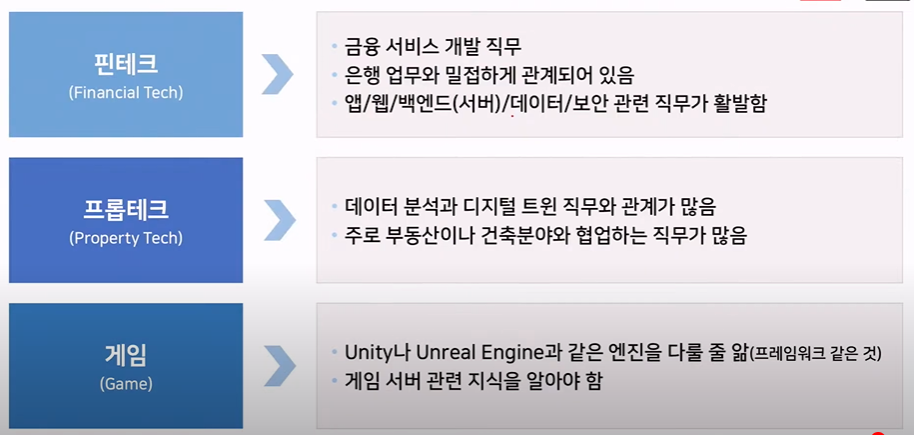 핀테크
(Financial Tech)
금융 서비스 개발 직무
은행 업무와 밀접하게 관계되어 있음
앱/웹/백엔드(서버)/데이터/보안 관련 직무가 활발함
프롭테크
(Property Tech)
데이터 분석과 디지털 트윈 직무와 관계가 많음
주로 부동산이나 건축분야와 협업하는 직무가 많음
게임
(Game)
Unity나 Unreal Engine과 같은 엔진을 다룰 줄 앎(프레임워크 같은 것)
게임 서버 관련 지식을 알아야 함